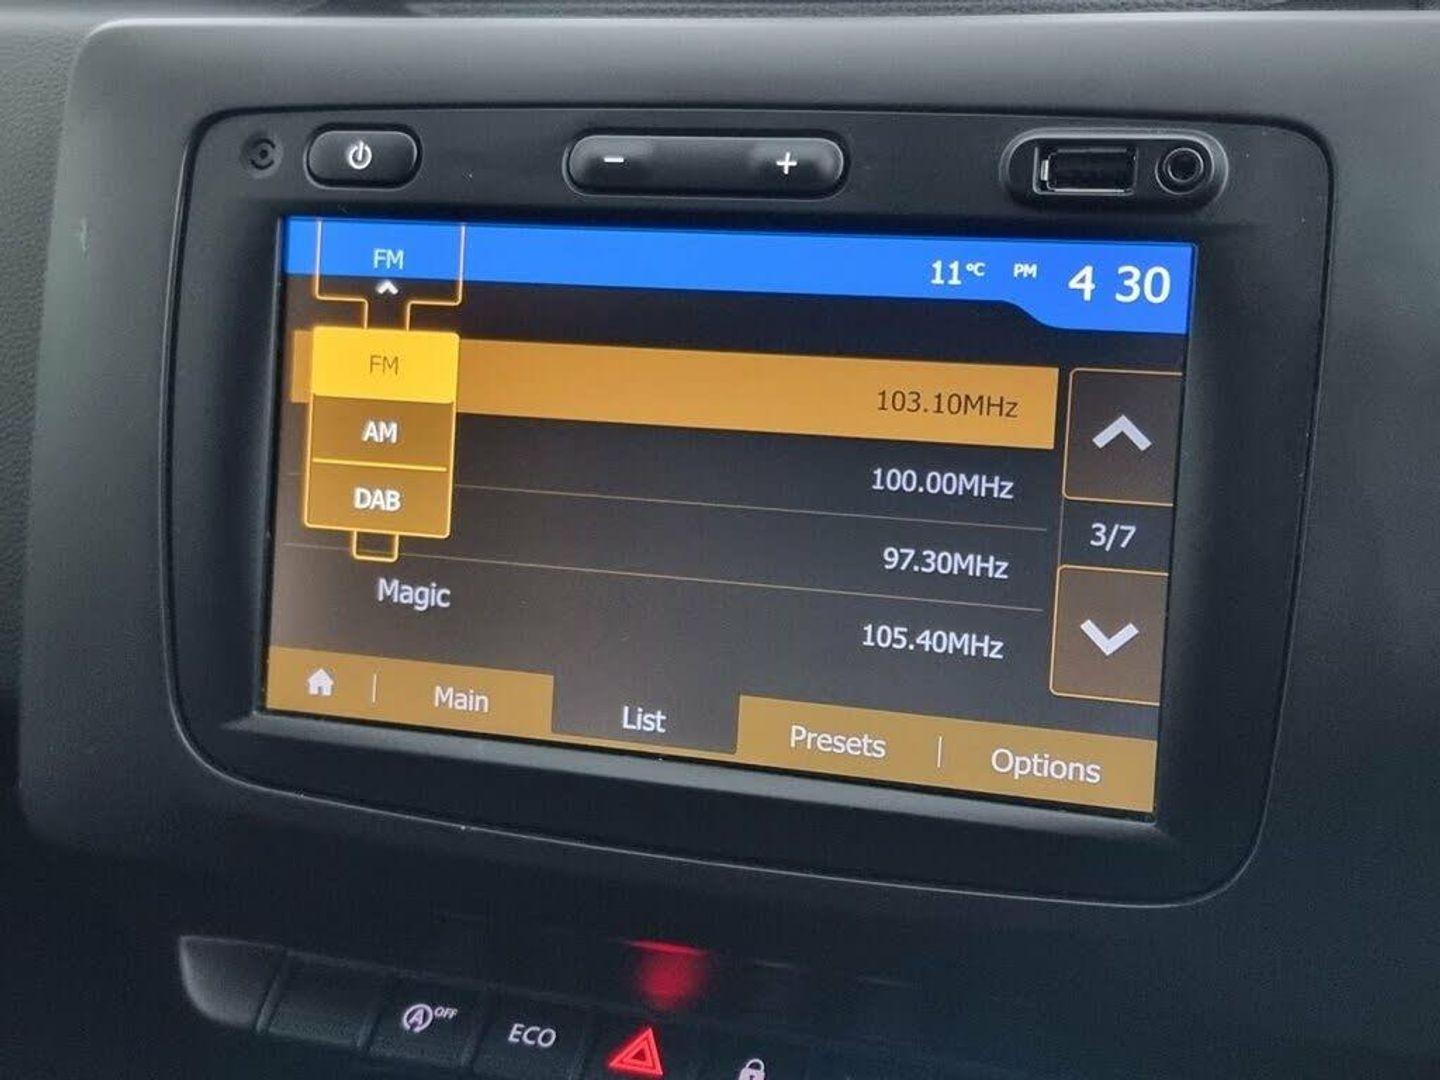 FM
11°C PM 4 30
FM
103.10MHz
AM
100.00MHz
DAB
97.30MHz
3/7
Magic
105.40MHz
Main
List
Presets
Options
A OFF
ECO